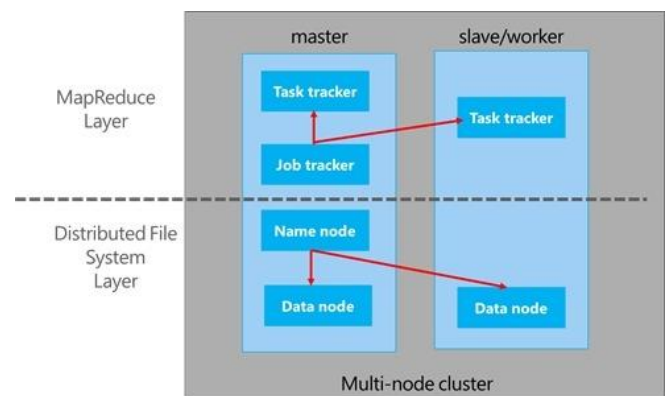 master
slave/worker
MapReduce
Layer
Task tracker
Task tracker
Job tracker
Distributed File
System
Layer
Name node
Data node
Data node
Multi-node cluster